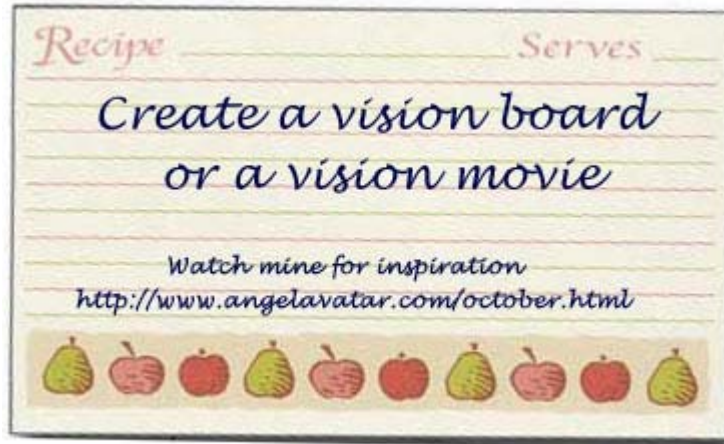 Recipe Serves
Create a vision board
or a vision movie
Watch mine for inspiration
http://www.angelavatar.com/october.html